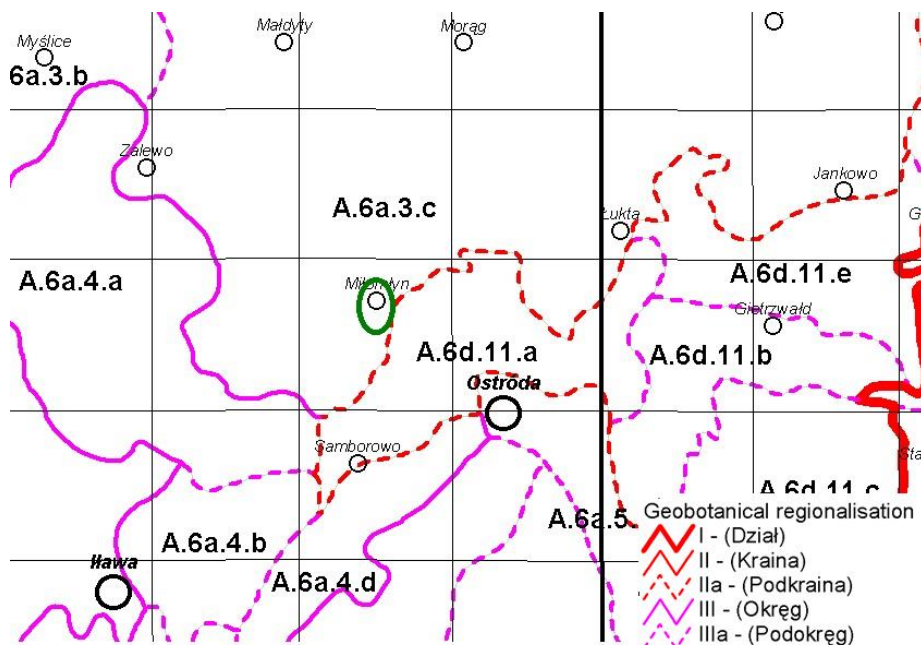 Małdyty
Morąg
Myślice
6a.3.b
Zalewo
Jankowo
A.6a.3.c
Łukta
G
A.6a.4.a
A.6d.11.e
Gietrzwałd
A.6d.11.a
A.6d.11.b
Ostróda
Samborowo
Sta
A.6d.11.c
Geobotanical regionalisation
A.6a.5.
I - (Dział)
A.6a.4.b
II - (Kraina)
Iława
A.6a.4.d
IIa - (Podkraina)
III - (Okręg)
IIIa - (Podokręg)